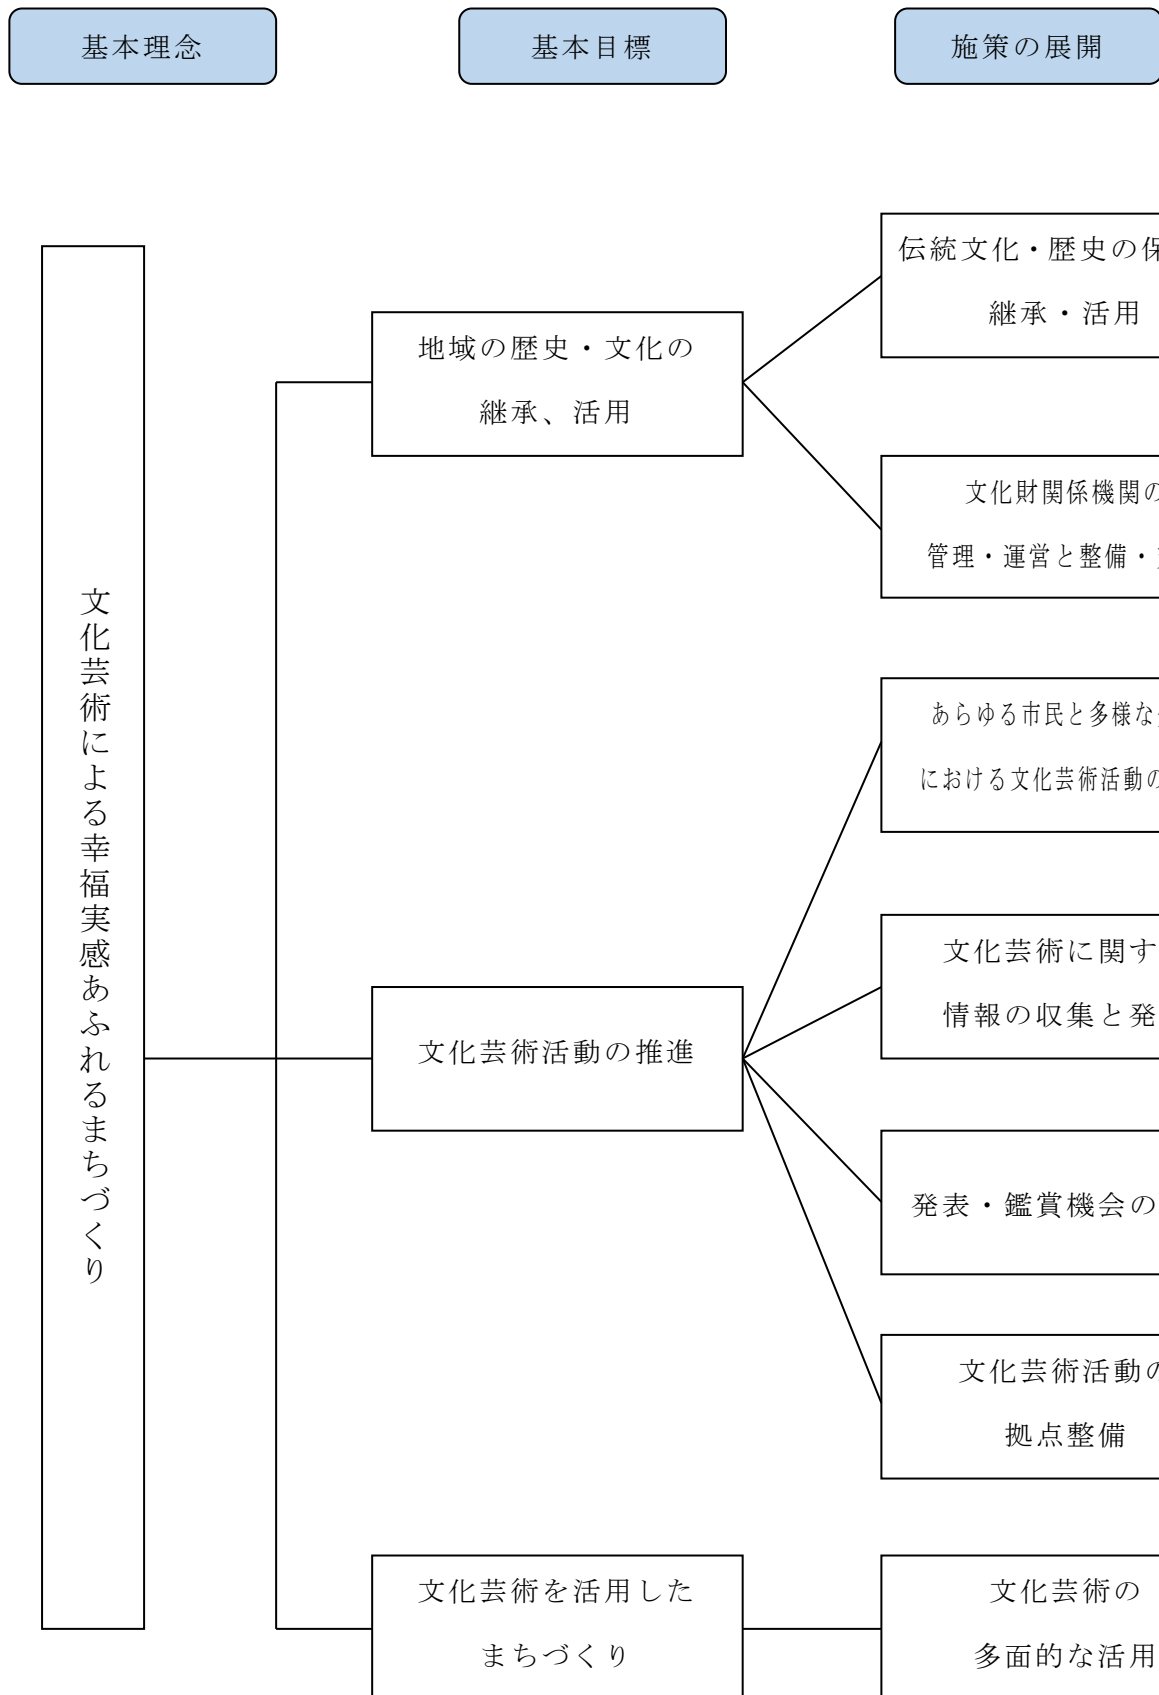 基本理念
基本目標
施策の展開
文化芸術による幸福実感あふれるまちづくり
地域の歴史・文化の
継承、活用
伝統文化・歴史の保
継承・活用
文化財関係機関の
管理・運営と整備・
文化芸術活動の推進
あらゆる市民と多様な
における文化芸術活動の
文化芸術に関す
情報の収集と発
発表・鑑賞機会の
文化芸術活動の
拠点整備
文化芸術を活用した
まちづくり
文化芸術の
多面的な活用